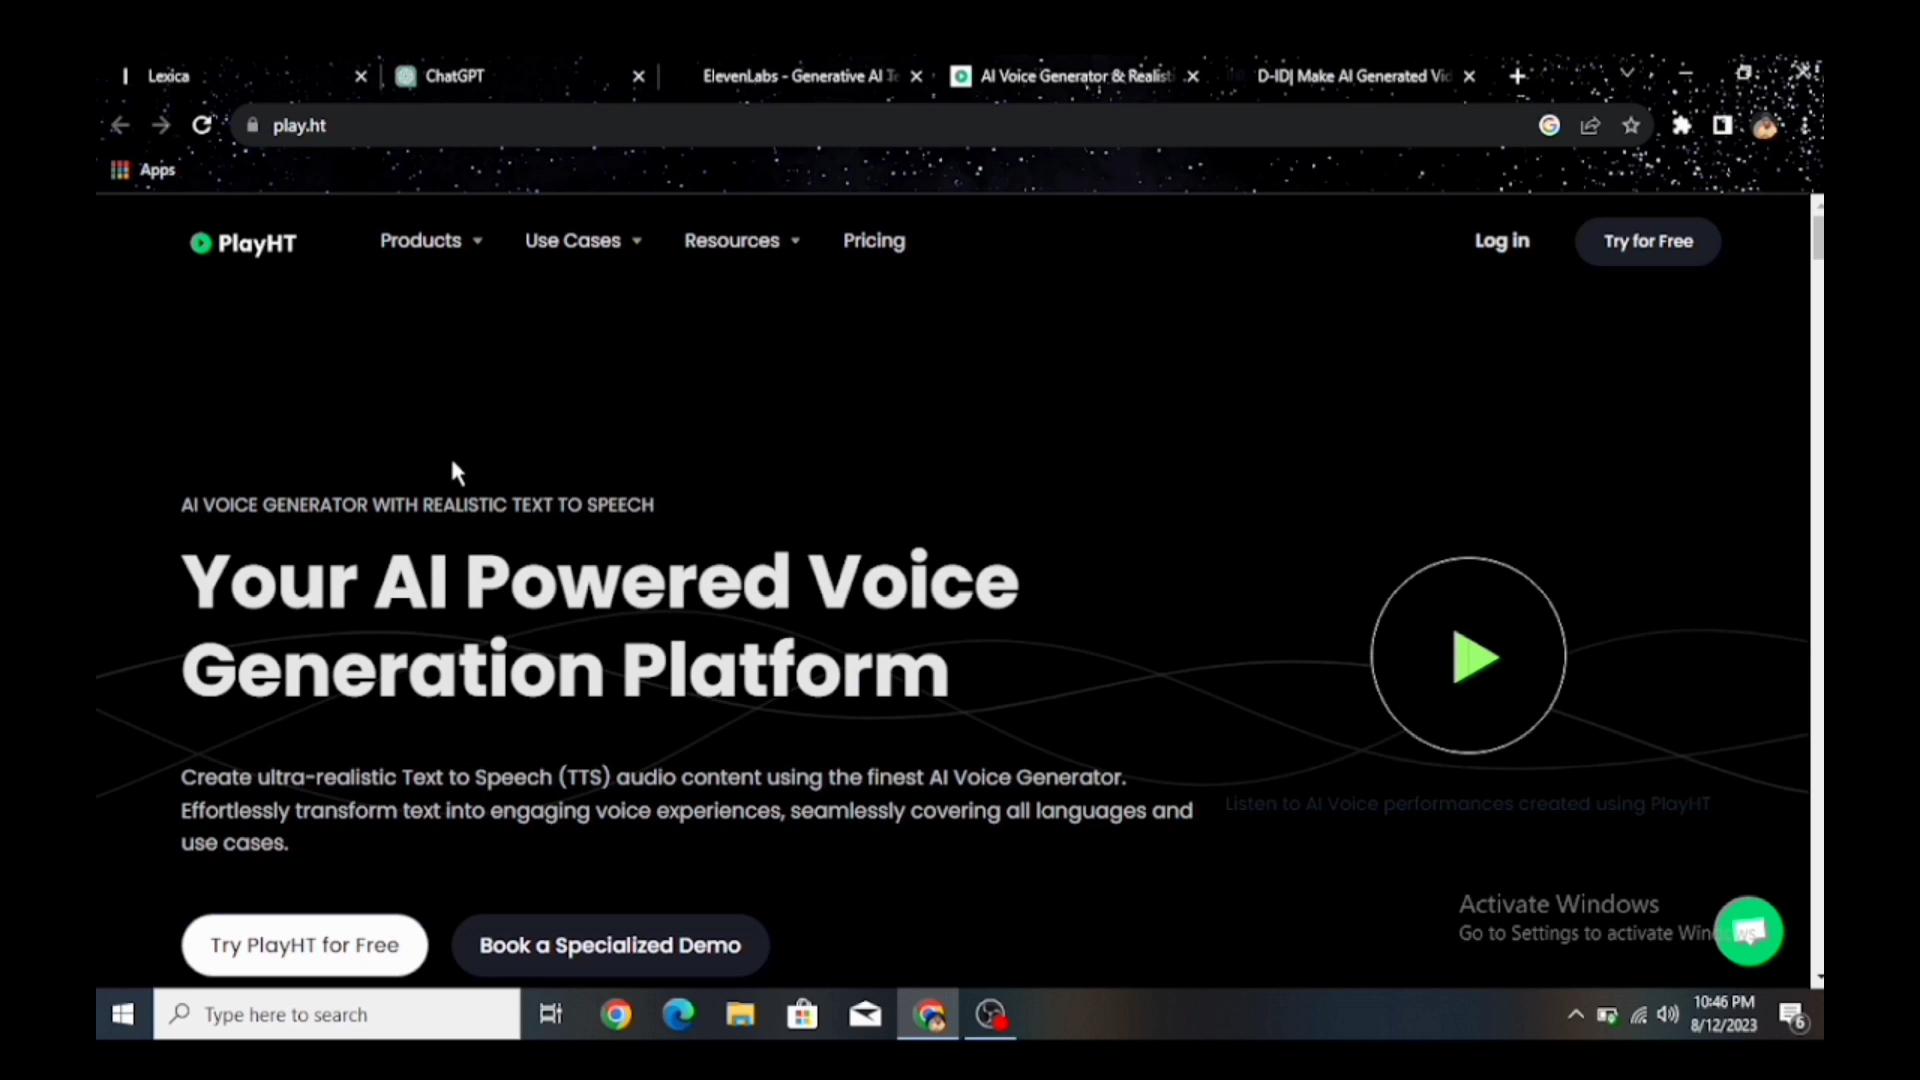 Lexica
ChatGPT
ElevenLabs - Generative AI Te
AI Voice Generator & Realist
D-ID| Make AI Generated Vid
play.ht
Apps
PlayHT
Products
Use Cases
Resources
Pricing
Log in
Try for Free
AI VOICE GENERATOR WITH REALISTIC TEXT TO SPEECH
Your AI Powered Voice
Generation Platform
Create ultra-realistic Text to Speech (TTS) audio content using the finest AI Voice Generator.
Effortlessly transform text into engaging voice experiences, seamlessly covering all languages and
use cases.
Listen to AI Voice performances created using PlayHT
Try PlayHT for Free
Book a Specialized Demo
Activate Windows
Go to Settings to activate Windows.
Type here to search
10:46 PM
8/12/2023
6